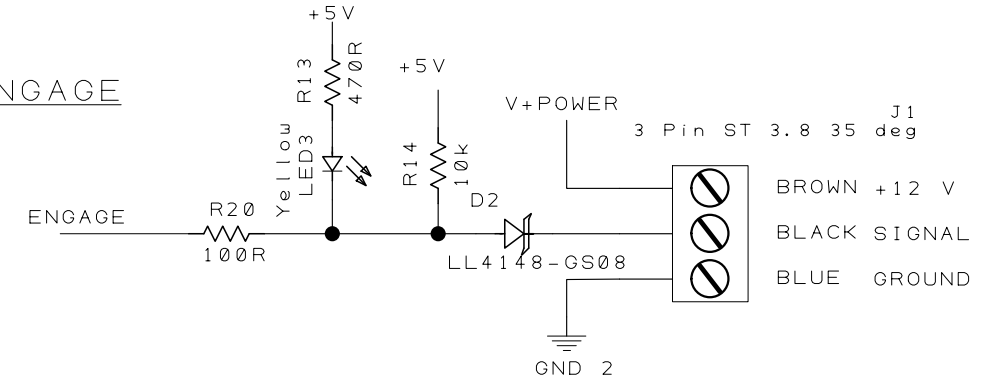 NGAGE
+5V
R13
470R
+5V
Yellow
LED3
R14
10k
ENGAGE
R20
100R
D2
LL4148-GS08
V+POWER
J1
3 Pin ST 3.8 35 deg
BROWN +12 V
BLACK SIGNAL
BLUE GROUND
GND 2